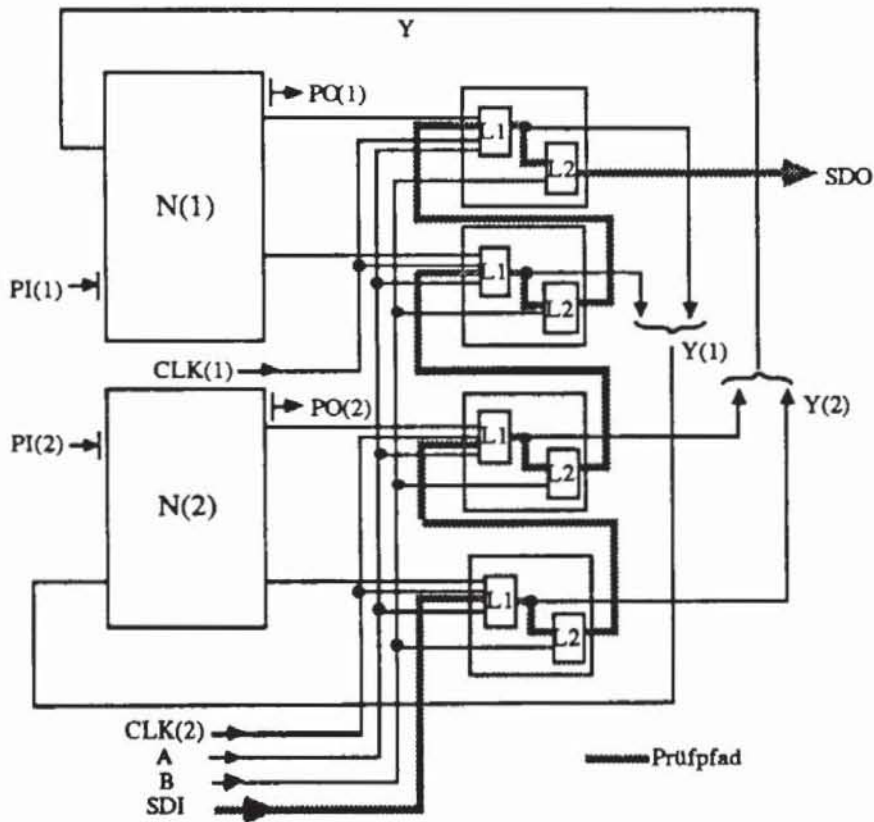 Y
PO(1)
L1
L2
SDO
N(1)
L1
PI(1)
L2
Y(1)
CLK(1)
Y(2)
PO(2)
L1
PI(2)
L2
N(2)
L1
L2
CLK(2)
A
Prüfpfad
B
SDI